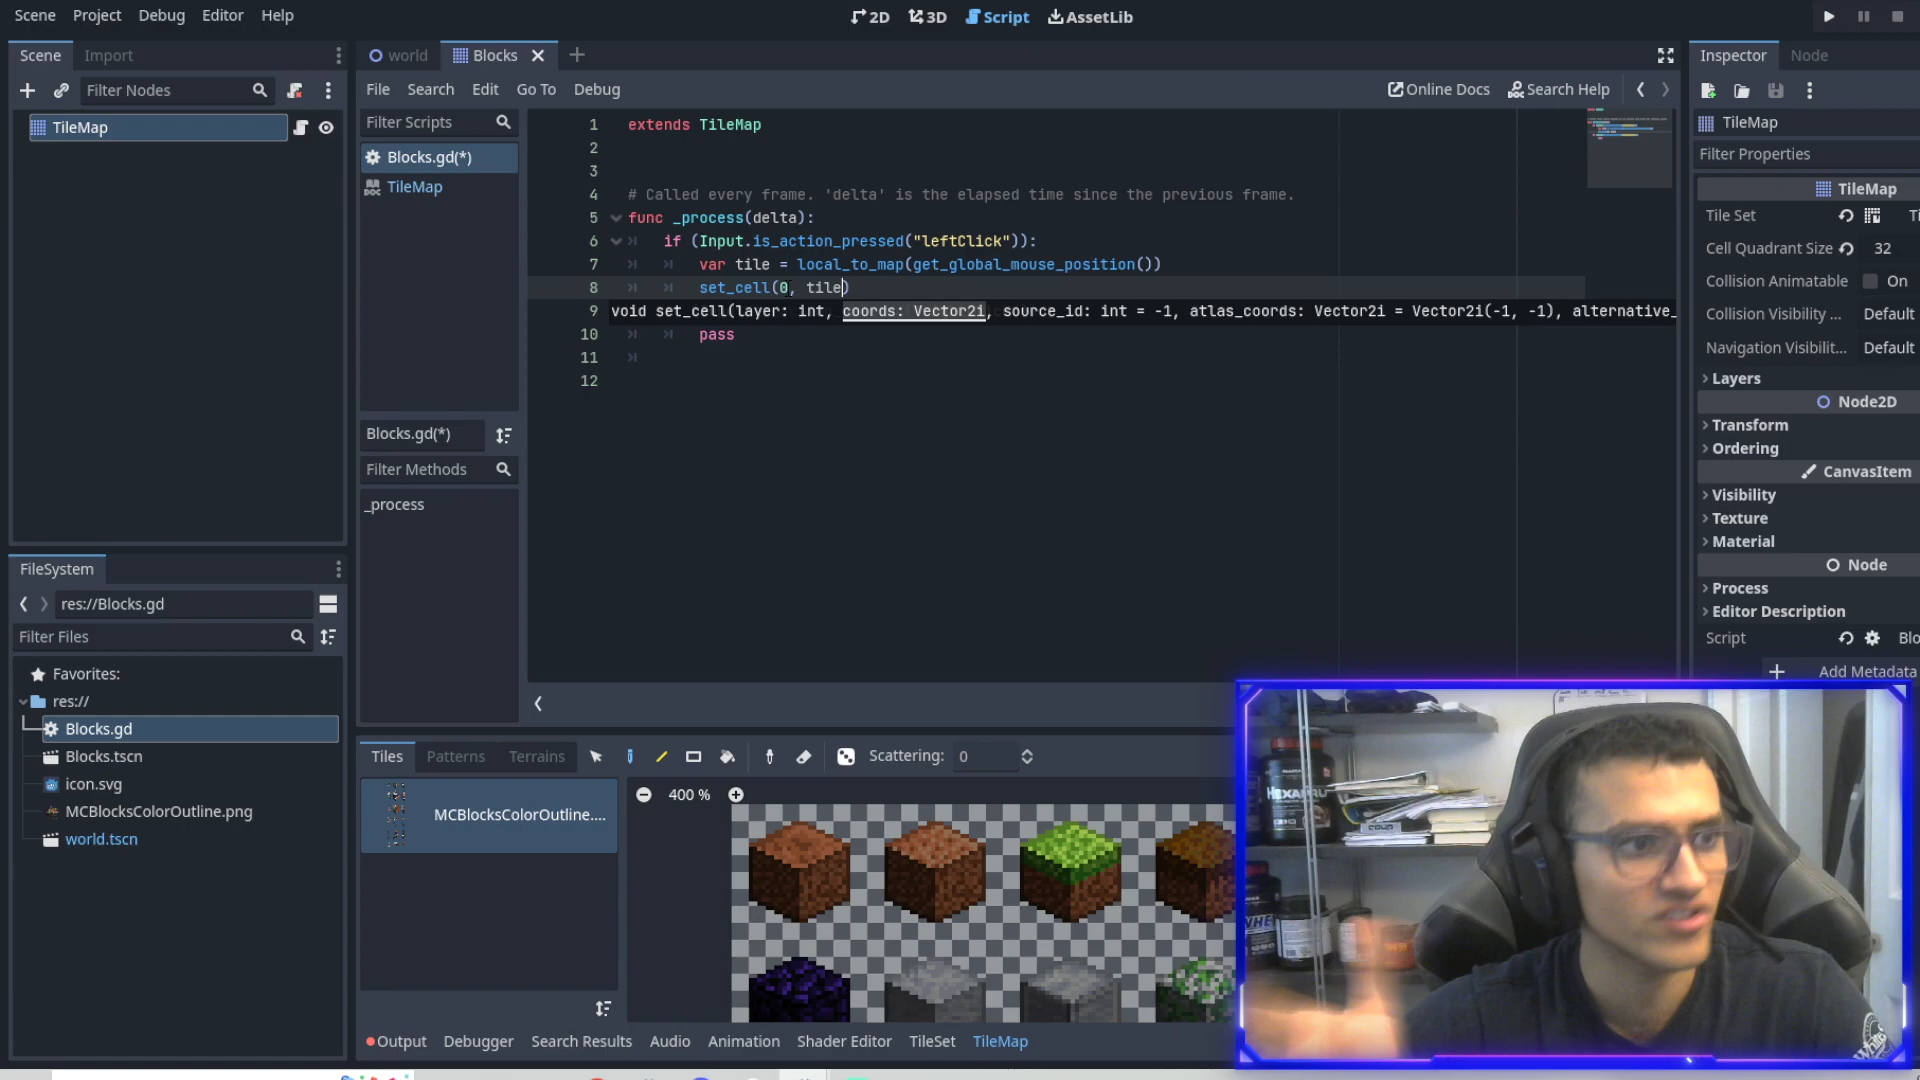 Scene Project Debug Editor Help
2D 3D Script AssetLib
Scene Import
Filter Nodes
TileMap
FileSystem
res://Blocks.gd
Filter Files
Favorites:
res://
Blocks.gd
Blocks.tscn
icon.svg
MCBlocksColorOutline.png
world.tscn
world Blocks
File Search Edit Go To Debug
Online Docs Search Help
Filter Scripts
Blocks.gd(*)
TileMap
Blocks.gd(*)
Filter Methods
_process
1 extends TileMap
2
3
4 # Called every frame. 'delta' is the elapsed time since the previous frame.
5 func _process(delta):
6 if (Input.is_action_pressed("leftClick")):
7 var tile = local_to_map(get_global_mouse_position())
8 set_cell(0, tile)
9 void set_cell(layer: int, coords: Vector2i, source_id: int = -1, atlas_coords: Vector2i = Vector2i(-1, -1), alternative_
10 pass
11
12
Tiles Patterns Terrains Scattering: 0
MCBlocksColorOutline....
400 %
Output Debugger Search Results Audio Animation Shader Editor TileSet TileMap
Inspector Node
TileMap
Filter Properties
TileMap
Tile Set Ti
Cell Quadrant Size 32
Collision Animatable On
Collision Visibility ... Default
Navigation Visibilit... Default
Layers
Node2D
Transform
Ordering
CanvasItem
Visibility
Texture
Material
Node
Process
Editor Description
Script Blo
Add Metadata